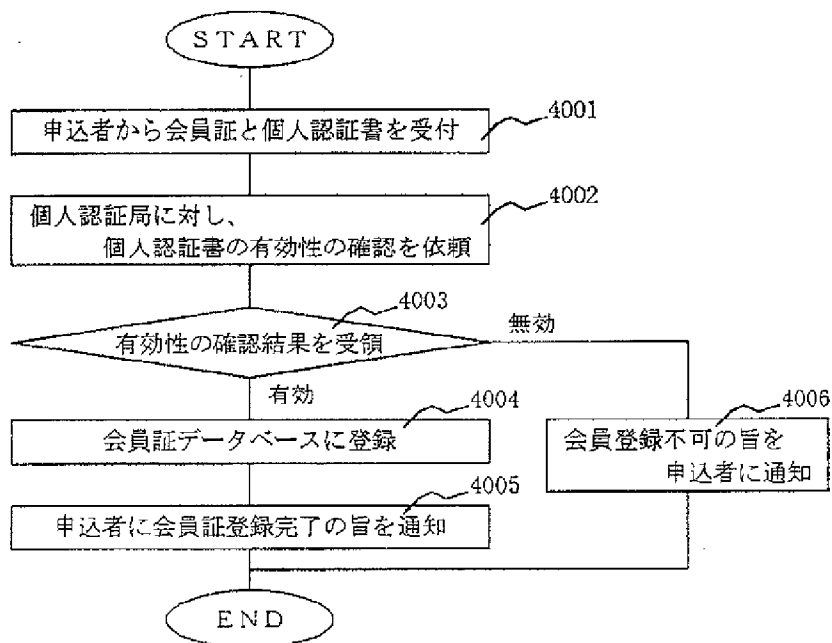 START
申込者から会員証と個人認証書を受付
4001
個人認証局に対し、
個人認証書の有効性の確認を依頼
4002
有効性の確認結果を受領
4003
無効
有効
会員証データベースに登録
4004
会員登録不可の旨を
申込者に通知
4006
申込者に会員証登録完了の旨を通知
4005
END